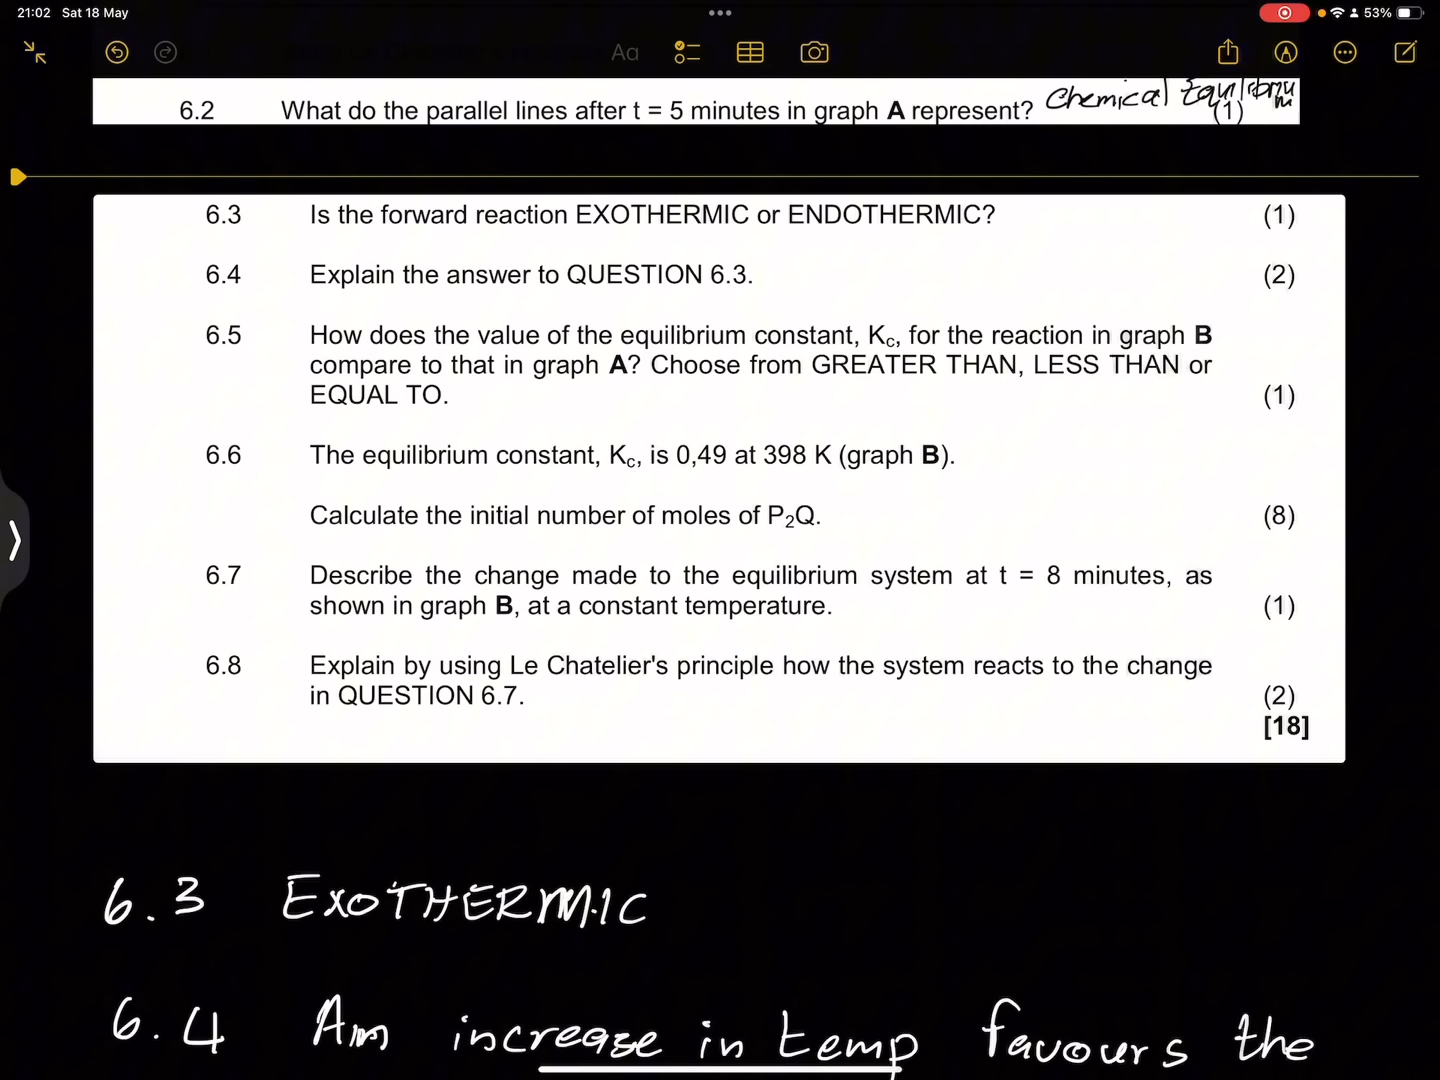 21:02 Sat 18 May
53%
Aa
6.2 What do the parallel lines after t = 5 minutes in graph A represent? Chemical Equilibrium (1)
6.3 Is the forward reaction EXOTHERMIC or ENDOTHERMIC? (1)
6.4 Explain the answer to QUESTION 6.3. (2)
6.5 How does the value of the equilibrium constant, Kc, for the reaction in graph B
compare to that in graph A? Choose from GREATER THAN, LESS THAN or
EQUAL TO. (1)
6.6 The equilibrium constant, Kc, is 0,49 at 398 K (graph B).
Calculate the initial number of moles of P₂Q. (8)
6.7 Describe the change made to the equilibrium system at t = 8 minutes, as
shown in graph B, at a constant temperature. (1)
6.8 Explain by using Le Chatelier's principle how the system reacts to the change
in QUESTION 6.7. (2)
[18]
6.3 EXOTHERMIC
6.4 An increase in temp favours the